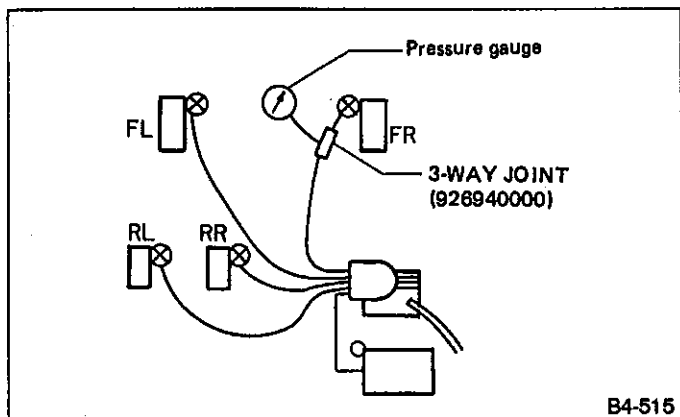 Pressure gauge
FL
FR
3-WAY JOINT
(926940000)
RL
RR
B4-515